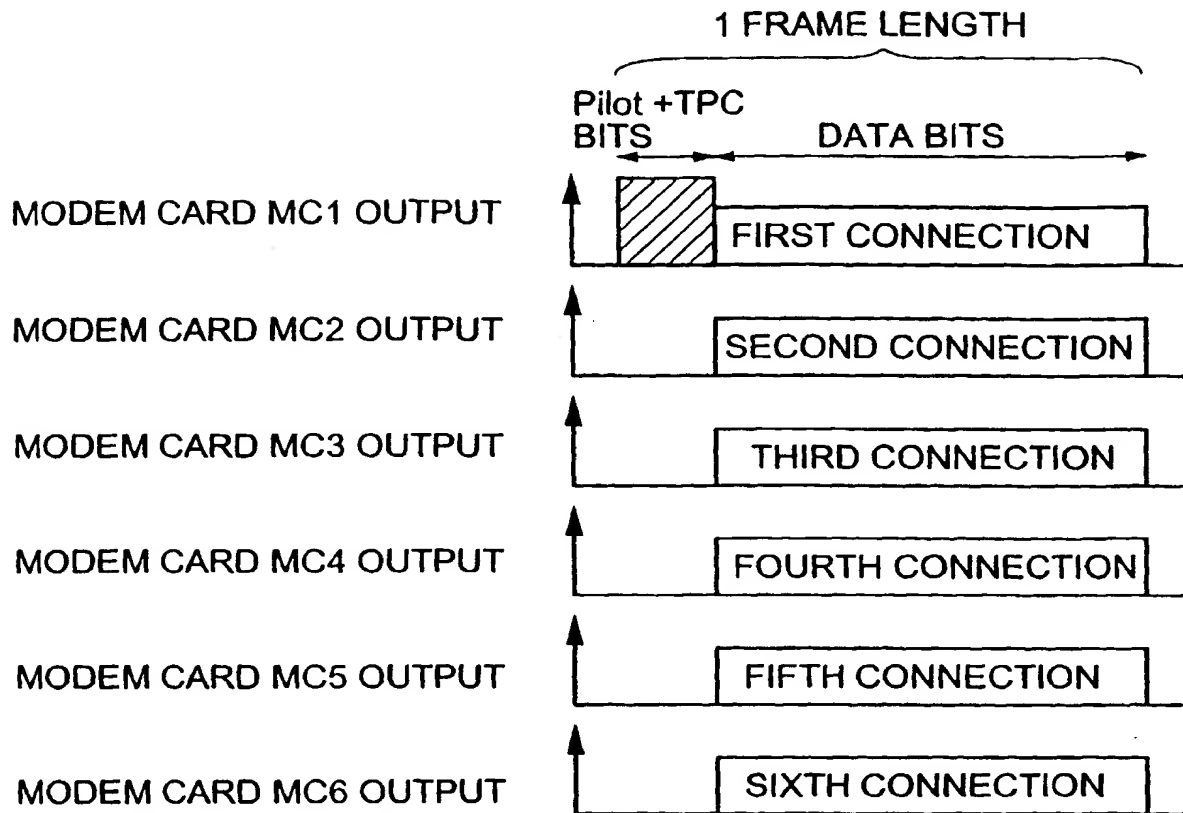 1 FRAME LENGTH
Pilot +TPC
BITS
DATA BITS
MODEM CARD MC1 OUTPUT
FIRST CONNECTION
MODEM CARD MC2 OUTPUT
SECOND CONNECTION
MODEM CARD MC3 OUTPUT
THIRD CONNECTION
MODEM CARD MC4 OUTPUT
FOURTH CONNECTION
MODEM CARD MC5 OUTPUT
FIFTH CONNECTION
MODEM CARD MC6 OUTPUT
SIXTH CONNECTION